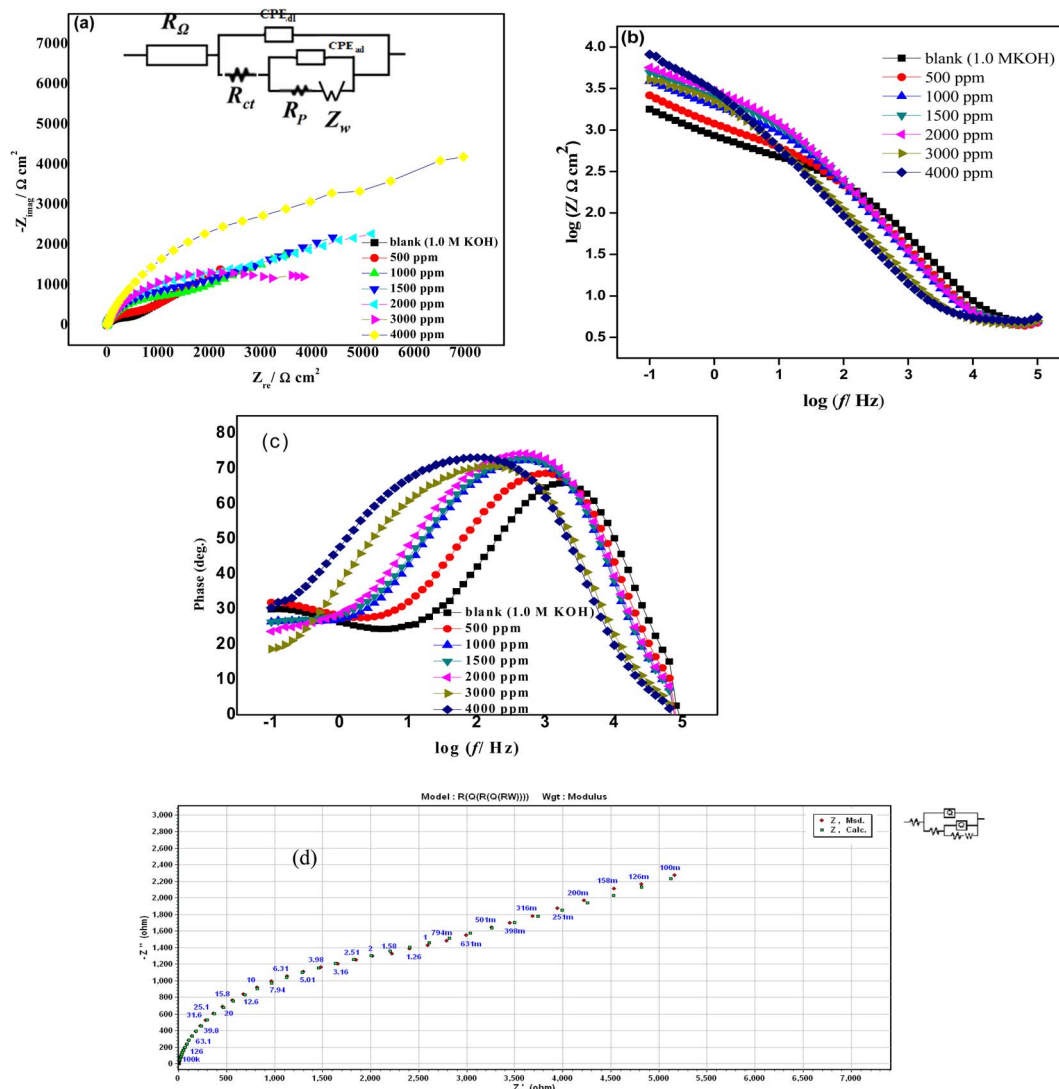 (a)
R_Ω
CPE_dl
CPE_ad
R_ct
R_P
Z_w
-Z_imag/ Ω cm²
7000
6000
5000
4000
3000
2000
1000
0
blank (1.0 M KOH)
500 ppm
1000 ppm
1500 ppm
2000 ppm
3000 ppm
4000 ppm
0 1000 2000 3000 4000 5000 6000 7000
Z_re/ Ω cm²
(b)
log (Z/ Ω cm²)
4.0
3.5
3.0
2.5
2.0
1.5
1.0
0.5
blank (1.0 MKOH)
500 ppm
1000 ppm
1500 ppm
2000 ppm
3000 ppm
4000 ppm
-1 0 1 2 3 4 5
log (f/ Hz)
(c)
Phase (deg.)
80
70
60
50
40
30
20
10
0
blank (1.0 M KOH)
500 ppm
1000 ppm
1500 ppm
2000 ppm
3000 ppm
4000 ppm
-1 0 1 2 3 4 5
log (f/ Hz)
Model : R(Q(R(Q(RW)))) Wgt : Modulus
(d)
Z , Msd.
Z , Calc.
Q
Q
W
- Z'' (ohm)
3,000
2,800
2,600
2,400
2,200
2,000
1,800
1,600
1,400
1,200
1,000
800
600
400
200
0
100m
126m
158m
200m
251m
316m
398m
501m
631m
794m
1
1.26
1.58
2
2.51
3.16
3.98
5.01
6.31
7.94
10
12.6
15.8
20
25.1
31.6
39.8
63.1
126
100k
0 500 1,000 1,500 2,000 2,500 3,000 3,500 4,000 4,500 5,000 5,500 6,000 6,500 7,000
Z' (ohm)